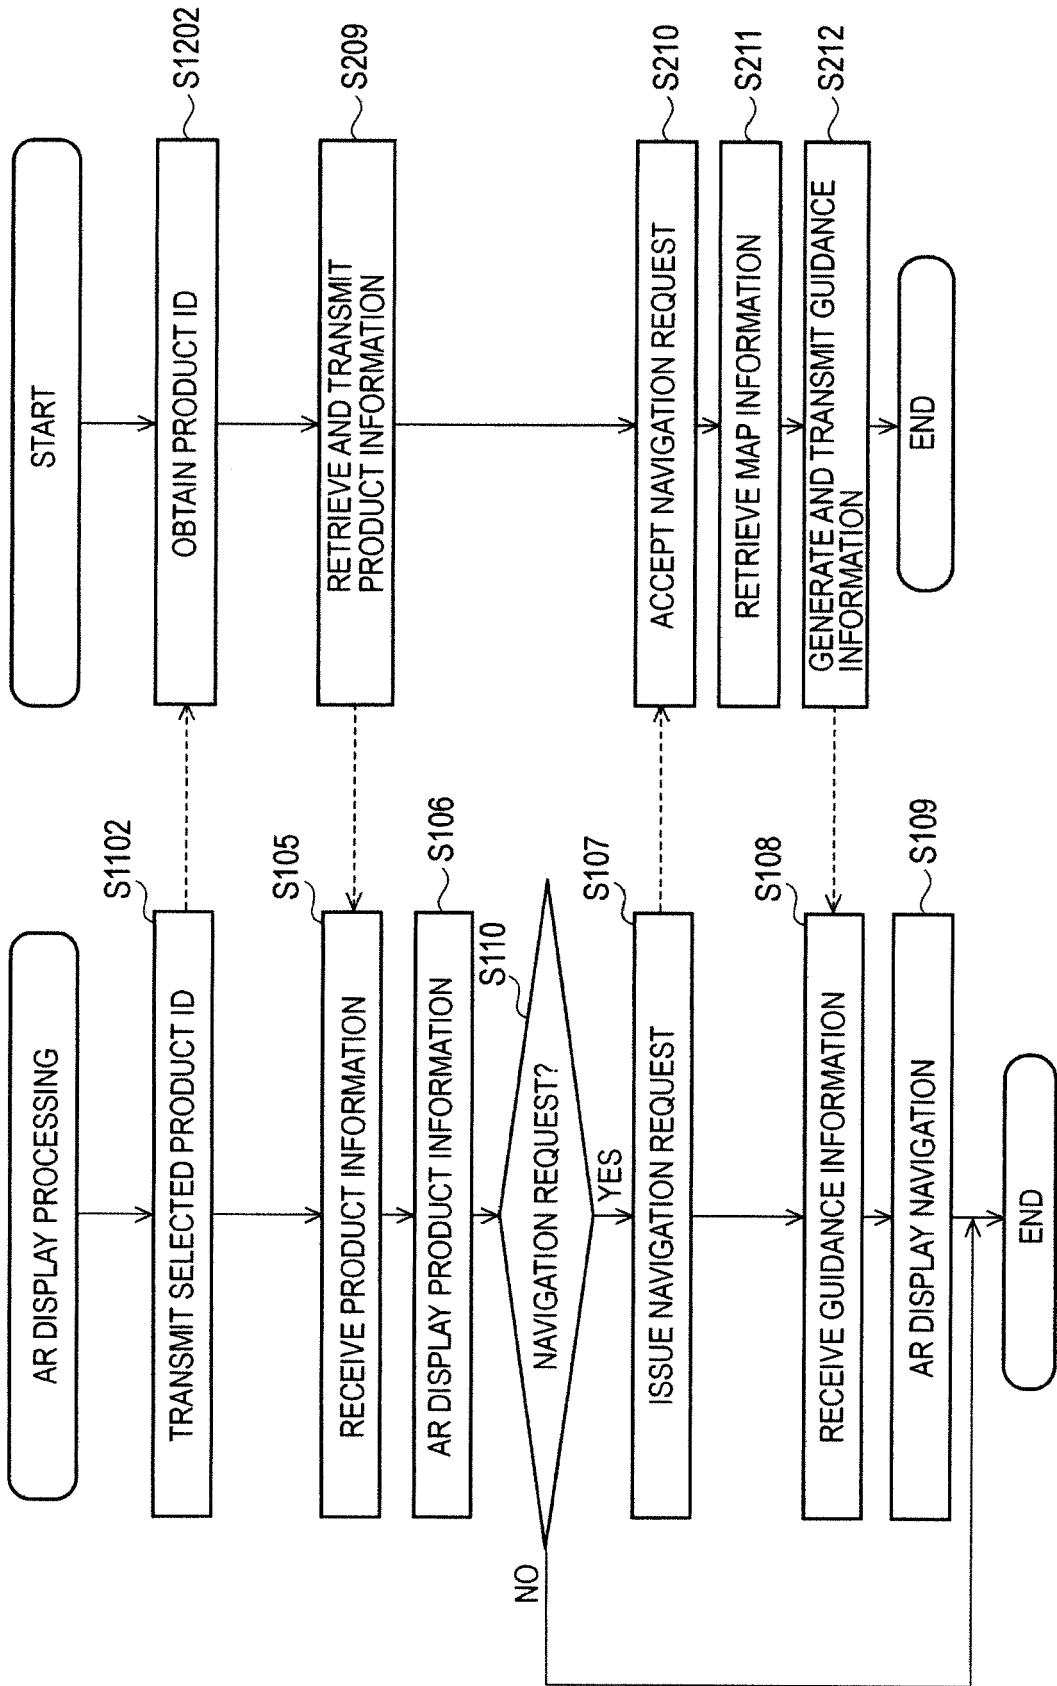 AR DISPLAY PROCESSING
TRANSMIT SELECTED PRODUCT ID
S1102
RECEIVE PRODUCT INFORMATION
S105
AR DISPLAY PRODUCT INFORMATION
S106
NAVIGATION REQUEST?
S110
NO
YES
ISSUE NAVIGATION REQUEST
S107
RECEIVE GUIDANCE INFORMATION
S108
AR DISPLAY NAVIGATION
S109
END
START
OBTAIN PRODUCT ID
S1202
RETRIEVE AND TRANSMIT
PRODUCT INFORMATION
S209
ACCEPT NAVIGATION REQUEST
S210
RETRIEVE MAP INFORMATION
S211
GENERATE AND TRANSMIT GUIDANCE
INFORMATION
S212
END